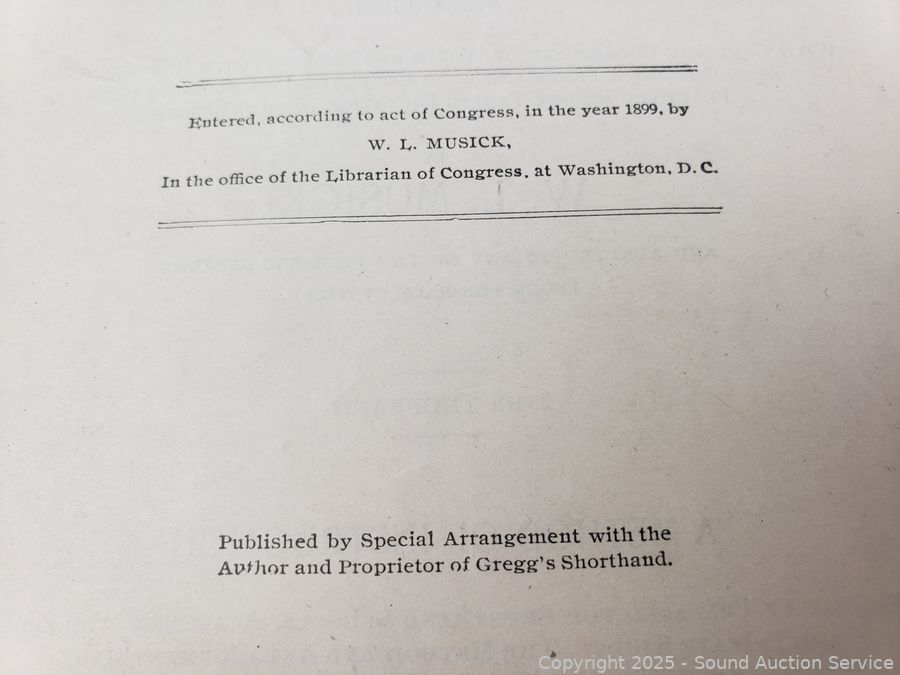 Entered, according to act of Congress, in the year 1899, by
W. L. MUSICK,
In the office of the Librarian of Congress, at Washington, D. C.
Published by Special Arrangement with the
Author and Proprietor of Gregg's Shorthand.
Copyright 2025 - Sound Auction Service